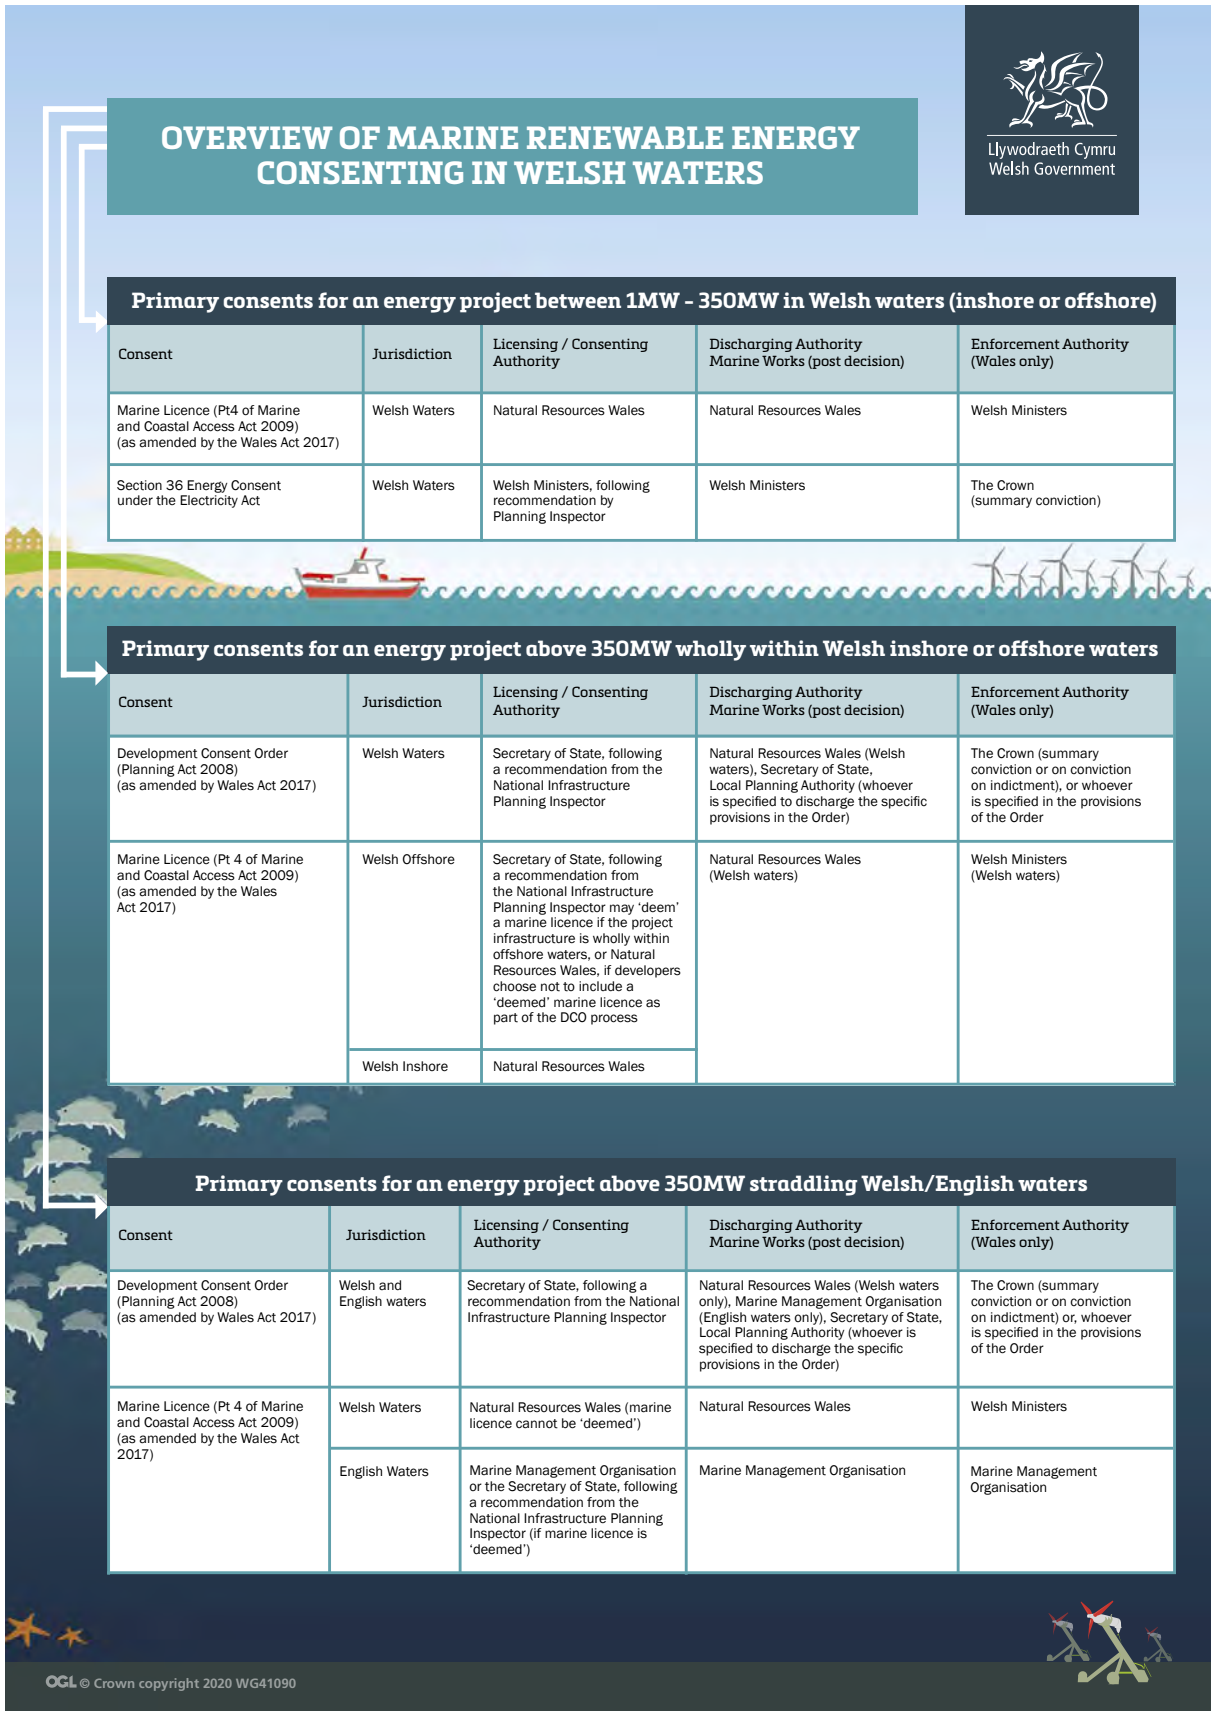 OVERVIEW OF MARINE RENEWABLE ENERGY
CONSENTING IN WELSH WATERS
Llywodraeth Cymru
Welsh Government
Primary consents for an energy project between 1MW – 350MW in Welsh waters (inshore or offshore)
Consent
Jurisdiction
Licensing / Consenting
Authority
Discharging Authority
Marine Works (post decision)
Enforcement Authority
(Wales only)
Marine Licence (Pt4 of Marine
and Coastal Access Act 2009)
(as amended by the Wales Act 2017)
Welsh Waters
Natural Resources Wales
Natural Resources Wales
Welsh Ministers
Section 36 Energy Consent
under the Electricity Act
Welsh Waters
Welsh Ministers, following
recommendation by
Planning Inspector
Welsh Ministers
The Crown
(summary conviction)
Primary consents for an energy project above 350MW wholly within Welsh inshore or offshore waters
Consent
Jurisdiction
Licensing / Consenting
Authority
Discharging Authority
Marine Works (post decision)
Enforcement Authority
(Wales only)
Development Consent Order
(Planning Act 2008)
(as amended by Wales Act 2017)
Welsh Waters
Secretary of State, following
a recommendation from the
National Infrastructure
Planning Inspector
Natural Resources Wales (Welsh
waters), Secretary of State,
Local Planning Authority (whoever
is specified to discharge the specific
provisions in the Order)
The Crown (summary
conviction or on conviction
on indictment), or whoever
is specified in the provisions
of the Order
Marine Licence (Pt 4 of Marine
and Coastal Access Act 2009)
(as amended by the Wales
Act 2017)
Welsh Offshore
Secretary of State, following
a recommendation from
the National Infrastructure
Planning Inspector may ‘deem’
a marine licence if the project
infrastructure is wholly within
offshore waters, or Natural
Resources Wales, if developers
choose not to include a
‘deemed’ marine licence as
part of the DCO process
Natural Resources Wales
(Welsh waters)
Welsh Ministers
(Welsh waters)
Welsh Inshore
Natural Resources Wales
Primary consents for an energy project above 350MW straddling Welsh/English waters
Consent
Jurisdiction
Licensing / Consenting
Authority
Discharging Authority
Marine Works (post decision)
Enforcement Authority
(Wales only)
Development Consent Order
(Planning Act 2008)
(as amended by Wales Act 2017)
Welsh and
English waters
Secretary of State, following a
recommendation from the National
Infrastructure Planning Inspector
Natural Resources Wales (Welsh waters
only), Marine Management Organisation
(English waters only), Secretary of State,
Local Planning Authority (whoever is
specified to discharge the specific
provisions in the Order)
The Crown (summary
conviction or on conviction
on indictment) or, whoever
is specified in the provisions
of the Order
Marine Licence (Pt 4 of Marine
and Coastal Access Act 2009)
(as amended by the Wales Act
2017)
Welsh Waters
Natural Resources Wales (marine
licence cannot be ‘deemed’)
Natural Resources Wales
Welsh Ministers
English Waters
Marine Management Organisation
or the Secretary of State, following
a recommendation from the
National Infrastructure Planning
Inspector (if marine licence is
‘deemed’)
Marine Management Organisation
Marine Management
Organisation
OGL © Crown copyright 2020 WG41090